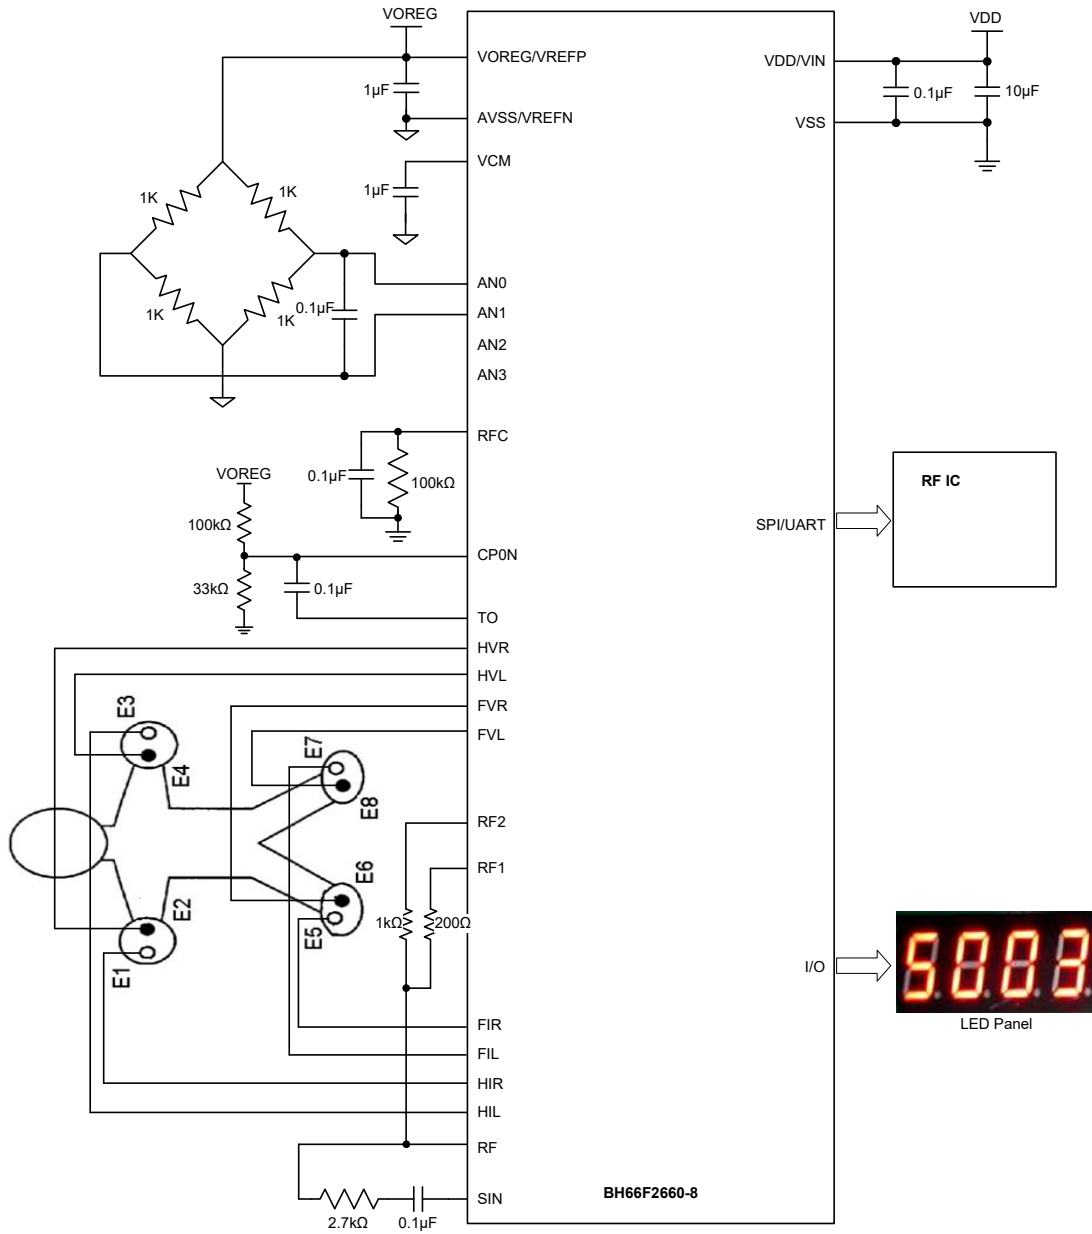 VOREG
VDD
VOREG/VREFP
VDD/VIN
1µF
0.1µF
10µF
AVSS/VREFN
VSS
VCM
1µF
1K
1K
1K
1K
0.1µF
AN0
AN1
AN2
AN3
RFC
0.1µF
100kΩ
RF IC
VOREG
100kΩ
SPI/UART
CP0N
33kΩ
0.1µF
TO
HVR
HVL
FVR
FVL
E3
E4
E7
E8
RF2
RF1
E2
E1
E6
E5
1kΩ
200Ω
I/O
5003
LED Panel
FIR
FIL
HIR
HIL
RF
SIN
2.7kΩ
0.1µF
BH66F2660-8